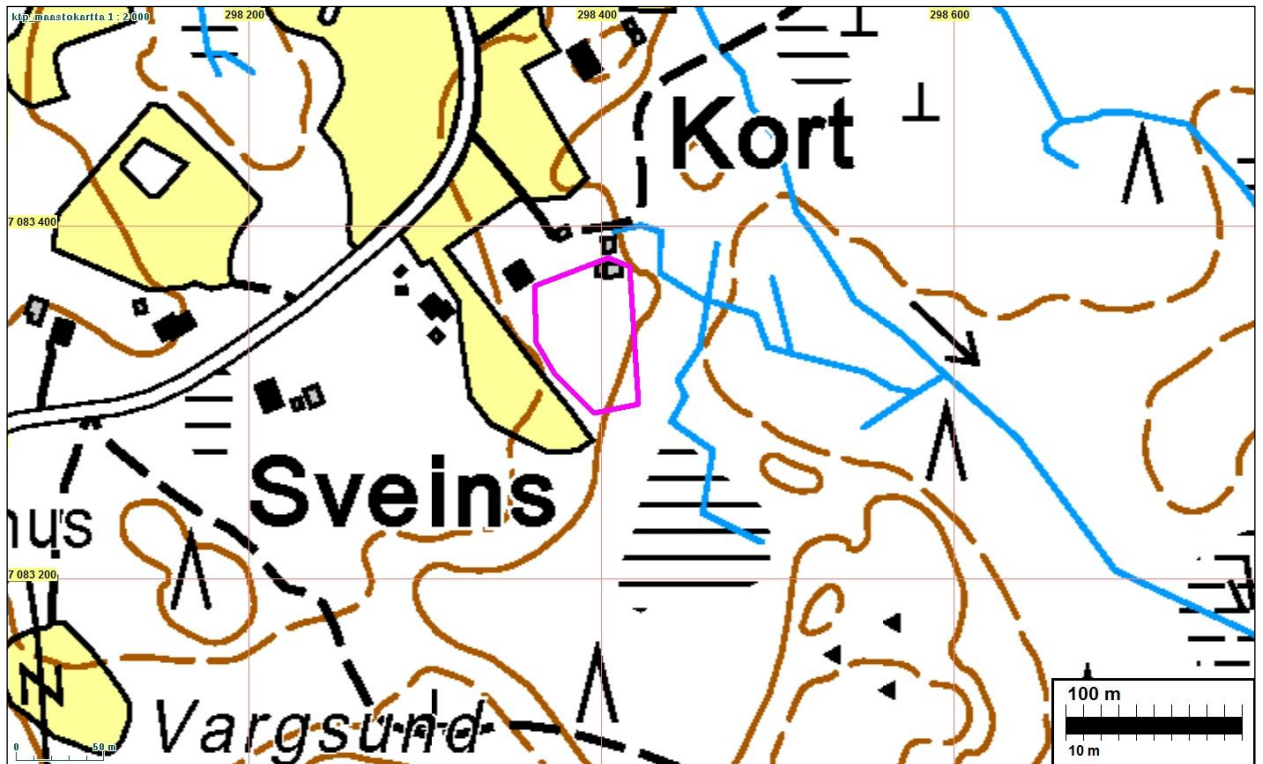 ktp_maastokartta 1 : 2 000
298 200
298 400
298 600
Kort
7 083 400
Sveins
nus
7 083 200
Vargsund
100 m
10 m
0 50 m